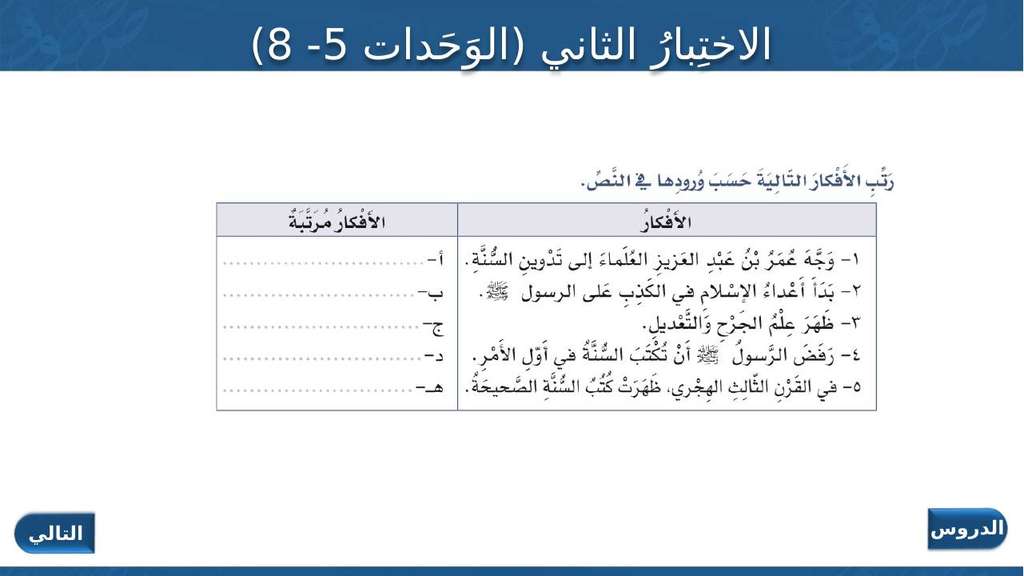 الاختِبارُ الثاني (الوَحَدات 5- 8)
رَتِّبِ الأَفْكارَ التّالِيَةَ حَسَبَ وُرودِها في النَّصِّ.
الأَفْكارُ
الأَفْكارُ مُرَتَّبَةٌ
١- وَجَّهَ عُمَرُ بْنُ عَبْدِ العَزيزِ العُلَماءَ إلى تَدْوينِ السُّنَّةِ.
أ- ............................
٢- بَدَأَ أَعْداءُ الإسْلامِ في الكَذِبِ عَلى الرسول ﷺ.
ب- ............................
٣- ظَهَرَ عِلْمُ الجَرْحِ وَالتَّعْديلِ.
ج- ............................
٤- رَفَضَ الرَّسولُ ﷺ أَنْ تُكْتَبَ السُّنَّةُ في أَوّلِ الأَمْرِ.
د- ............................
٥- في القَرْنِ الثّالِثِ الهِجْري، ظَهَرَتْ كُتُبُ السُّنَّةِ الصَّحيحَةُ.
هـ- ............................
الدروس
التالي